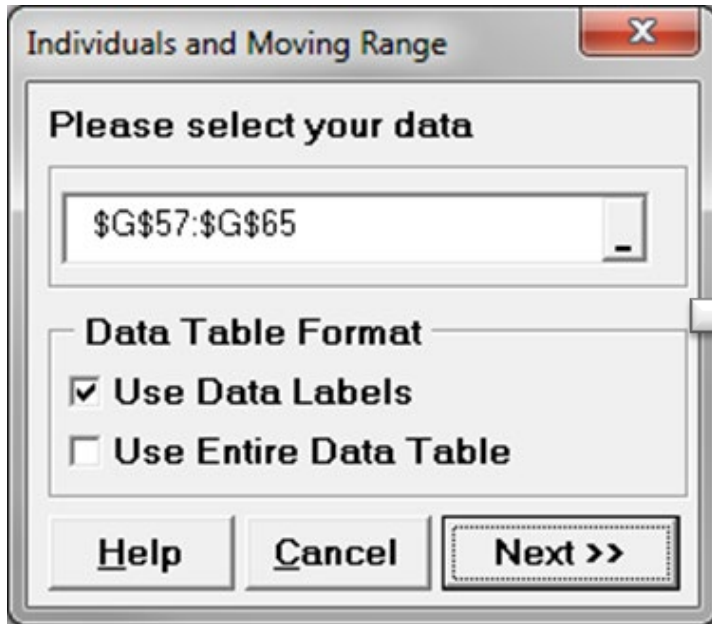 Individuals and Moving Range
Please select your data
$G$57:$G$65
Data Table Format
Use Data Labels
Use Entire Data Table
Help Cancel Next >>